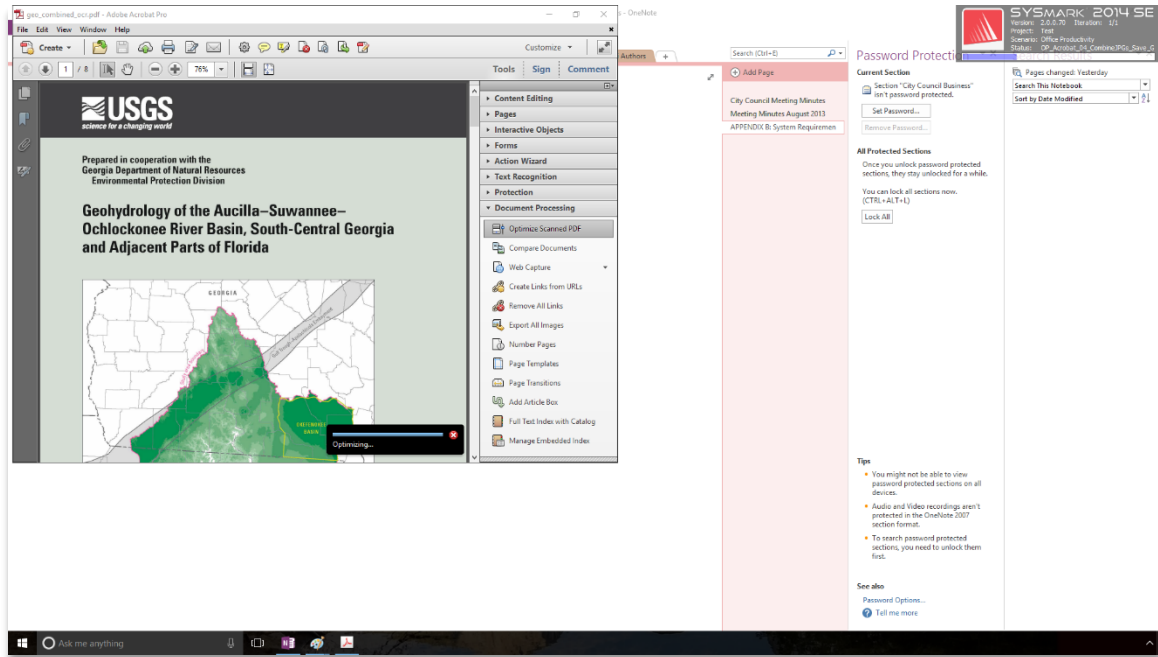 geo_combined_ocr.pdf - Adobe Acrobat Pro
File Edit View Window Help
Create
Customize
1 / 8
76%
Tools Sign Comment
USGS
science for a changing world
Prepared in cooperation with the
Georgia Department of Natural Resources
Environmental Protection Division
Geohydrology of the Aucilla–Suwannee–
Ochlockonee River Basin, South-Central Georgia
and Adjacent Parts of Florida
GEORGIA
BASIN
Optimizing...
Content Editing
Pages
Interactive Objects
Forms
Action Wizard
Text Recognition
Protection
Document Processing
Optimize Scanned PDF
Compare Documents
Web Capture
Create Links from URLs
Remove All Links
Export All Images
Number Pages
Page Templates
Page Transitions
Add Article Box
Full Text Index with Catalog
Manage Embedded Index
s - OneNote
Authors +
Search (Ctrl+E)
Add Page
City Council Meeting Minutes
Meeting Minutes August 2013
APPENDIX B: System Requiremen
Password Protecti
Current Section
Section "City Council Business"
isn't password protected.
Set Password...
Remove Password...
All Protected Sections
Once you unlock password protected
sections, they stay unlocked for a while.
You can lock all sections now.
(CTRL+ALT+L)
Lock All
Tips
You might not be able to view
password protected sections on all
devices.
Audio and Video recordings aren't
protected in the OneNote 2007
section format.
To search password protected
sections, you need to unlock them
first.
See also
Password Options...
Tell me more
SYSMARK 2014 SE
Version: 2.0.0.70 Iteration: 1/1
Project: Test
Scenario: Office Productivity
Status: OP_Acrobat_04_CombineJPGs_Save_G
Pages changed: Yesterday
Search This Notebook
Sort by Date Modified
Ask me anything